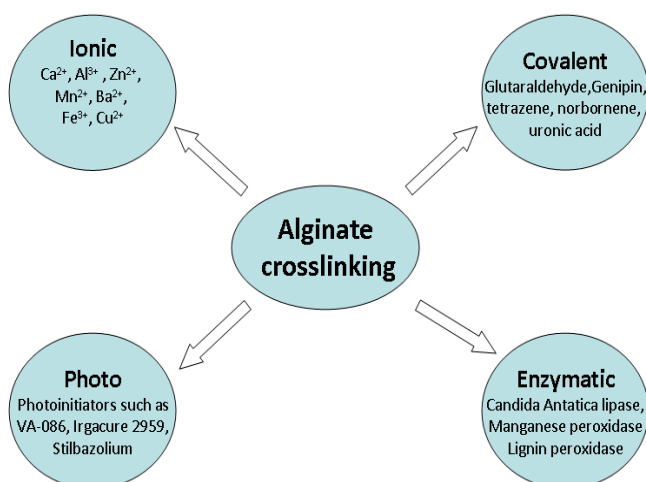 Ionic
Ca²⁺, Al³⁺ , Zn²⁺,
Mn²⁺, Ba²⁺,
Fe³⁺, Cu²⁺
Covalent
Glutaraldehyde,Genipin,
tetrazene, norbornene,
uronic acid
Alginate
crosslinking
Photo
Photoinitiators such as
VA-086, Irgacure 2959,
Stilbazolium
Enzymatic
Candida Antatica lipase,
Manganese peroxidase
Lignin peroxidase